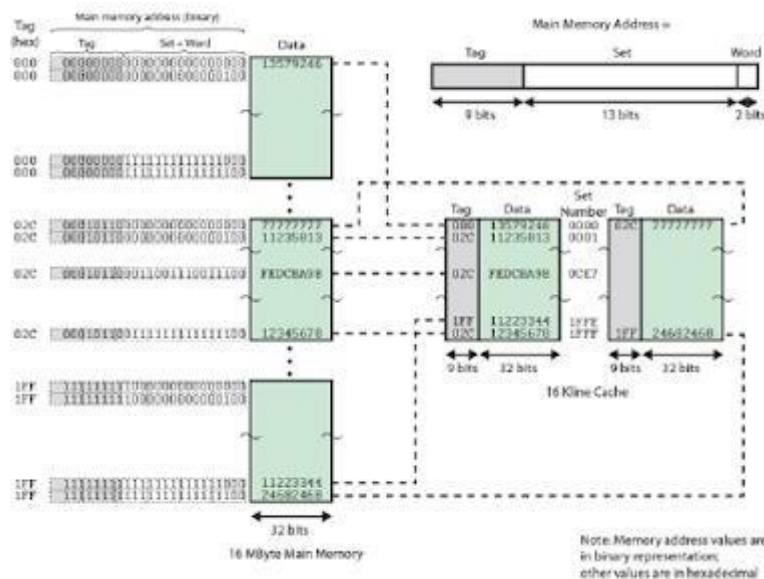 Main memory address (binary)
Tag
(hex)
Tag
Set + Word
Data
000
000
13579246
000
000
02C
02C
77777777
11235813
02C
FEDCBA98
02C
12345678
1FF
1FF
1FF
1FF
11223344
24682468
32 bits
16 MByte Main Memory
Main Memory Address =
Tag
Set
Word
9 bits
13 bits
2 bits
Tag
Data
Set
Number
Tag
Data
000
13579246
0000
02C
77777777
02C
11235813
0001
02C
FEDCBA98
0CE7
1FF
11223344
1FFE
02C
12345678
1FFF
1FF
24682468
9 bits
32 bits
9 bits
32 bits
16 Kline Cache
Note: Memory address values are
in binary representation;
other values are in hexadecimal